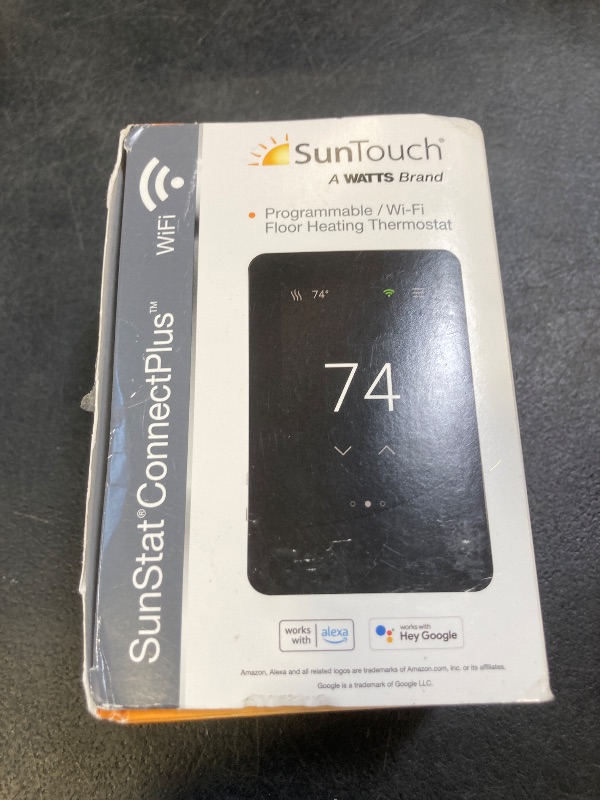 SunTouch®
A WATTS Brand
• Programmable / Wi-Fi
Floor Heating Thermostat
SunStat® ConnectPlus™ WiFi
74°
74
works with alexa
works with
Hey Google
Amazon, Alexa and all related logos are trademarks of Amazon.com, Inc. or its affiliates.
Google is a trademark of Google LLC.